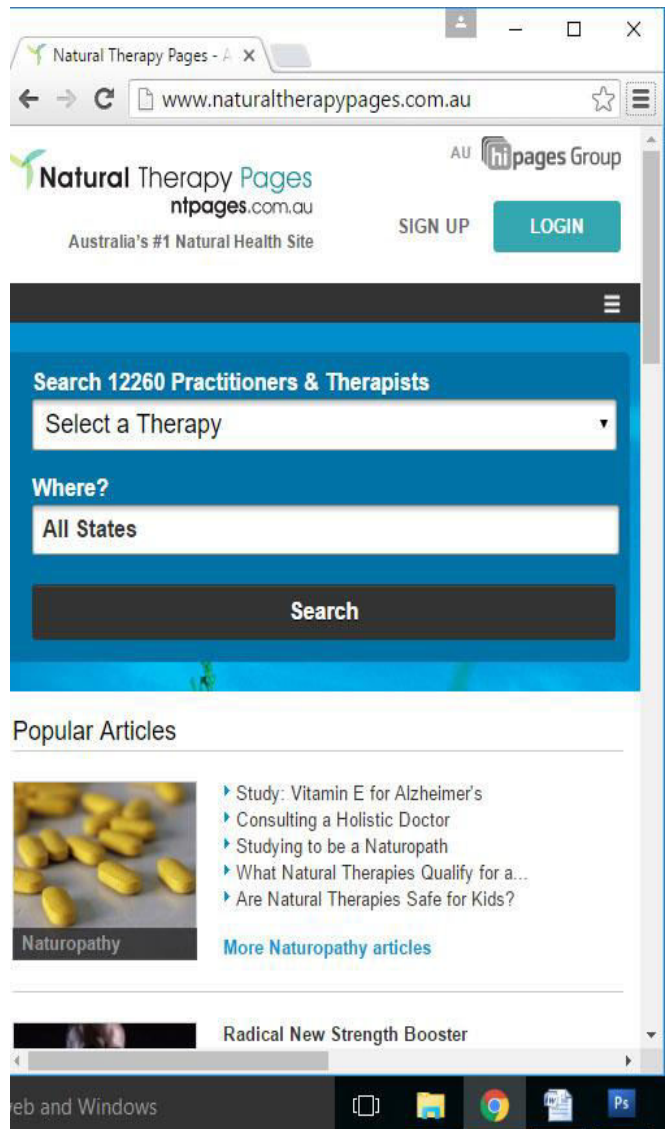 Natural Therapy Pages - A
www.naturaltherapypages.com.au
AU hipages Group
Natural Therapy Pages
ntpages.com.au
Australia's #1 Natural Health Site
SIGN UP LOGIN
Search 12260 Practitioners & Therapists
Select a Therapy
Where?
All States
Search
Popular Articles
Study: Vitamin E for Alzheimer's
Consulting a Holistic Doctor
Studying to be a Naturopath
What Natural Therapies Qualify for a...
Are Natural Therapies Safe for Kids?
Naturopathy
More Naturopathy articles
Radical New Strength Booster
eb and Windows
Ps